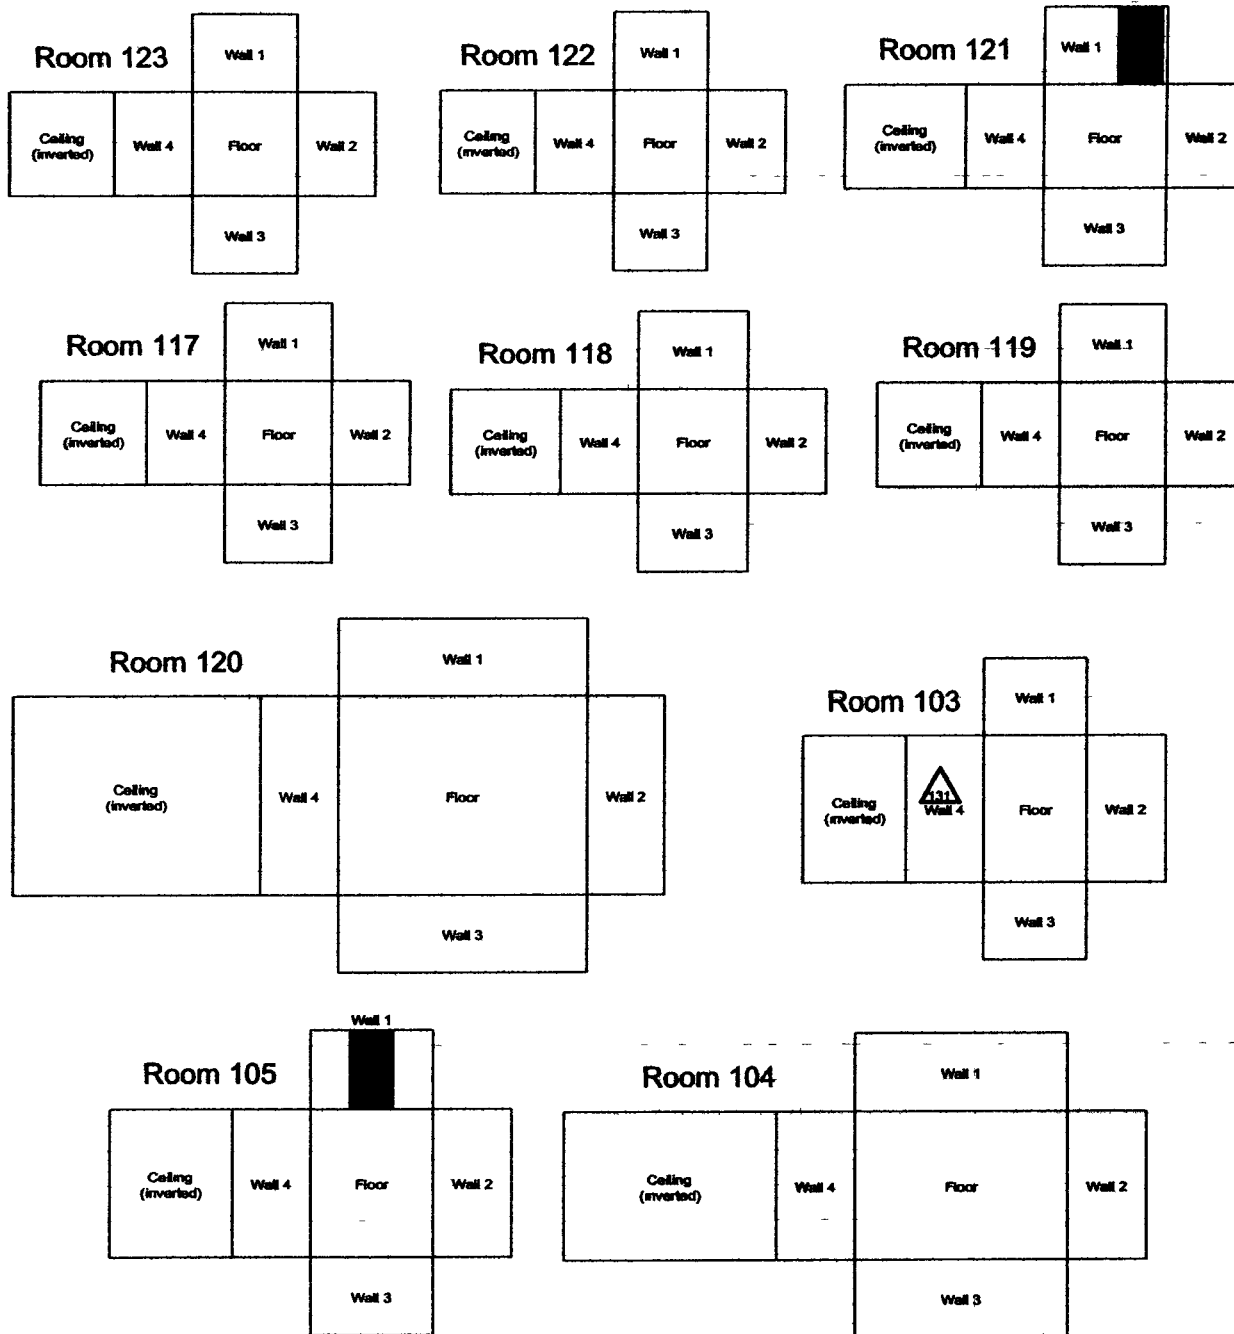 Room 123
Wall 1
Ceiling
(inverted)
Wall 4
Floor
Wall 2
Wall 3
Room 122
Wall 1
Ceiling
(inverted)
Wall 4
Floor
Wall 2
Wall 3
Room 121
Wall 1
Ceiling
(inverted)
Wall 4
Floor
Wall 2
Wall 3
Room 117
Wall 1
Ceiling
(inverted)
Wall 4
Floor
Wall 2
Wall 3
Room 118
Wall 1
Ceiling
(inverted)
Wall 4
Floor
Wall 2
Wall 3
Room 119
Wall 1
Ceiling
(inverted)
Wall 4
Floor
Wall 2
Wall 3
Room 120
Wall 1
Ceiling
(inverted)
Wall 4
Floor
Wall 2
Wall 3
Room 103
Wall 1
Ceiling
(inverted)
131
Wall 4
Floor
Wall 2
Wall 3
Room 105
Wall 1
Ceiling
(inverted)
Wall 4
Floor
Wall 2
Wall 3
Room 104
Wall 1
Ceiling
(inverted)
Wall 4
Floor
Wall 2
Wall 3